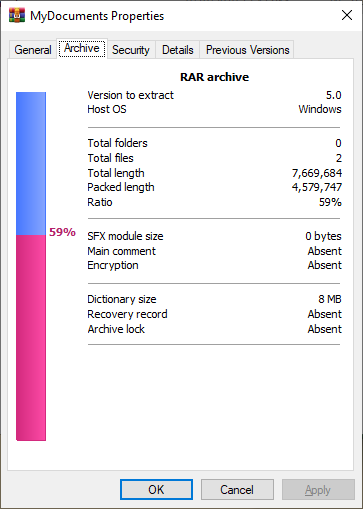 MyDocuments Properties
General Archive Security Details Previous Versions
RAR archive
Version to extract 5.0
Host OS Windows
Total folders 0
Total files 2
Total length 7,669,684
Packed length 4,579,747
Ratio 59%
59%
SFX module size 0 bytes
Main comment Absent
Encryption Absent
Dictionary size 8 MB
Recovery record Absent
Archive lock Absent
OK Cancel Apply